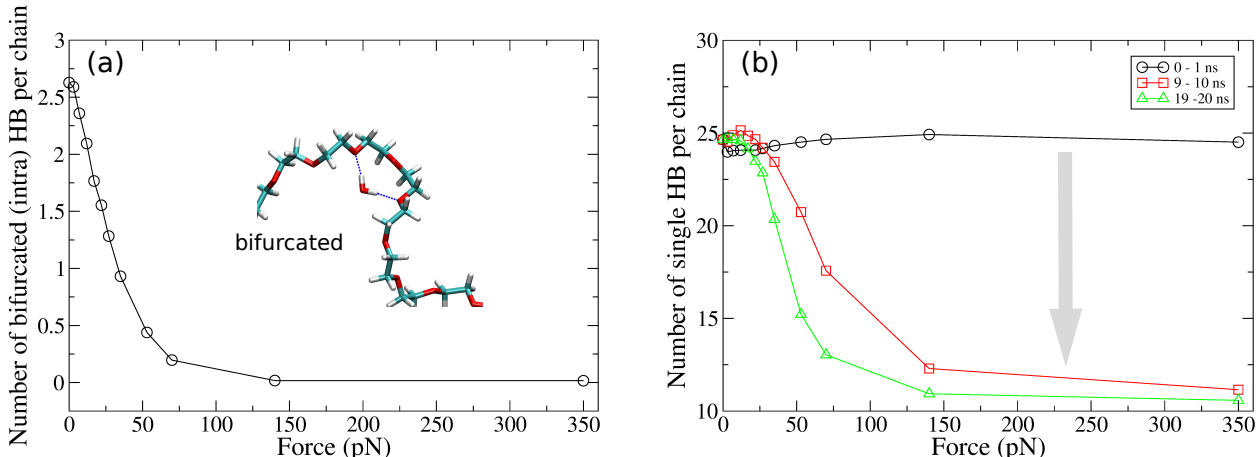 (a)
Number of bifurcated (intra) HB per chain
3
2.5
2
1.5
1
0.5
0
bifurcated
0 50 100 150 200 250 300 350
Force (pN)
(b)
Number of single HB per chain
30
25
20
15
10
0 - 1 ns
9 - 10 ns
19 -20 ns
0 50 100 150 200 250 300 350
Force (pN)